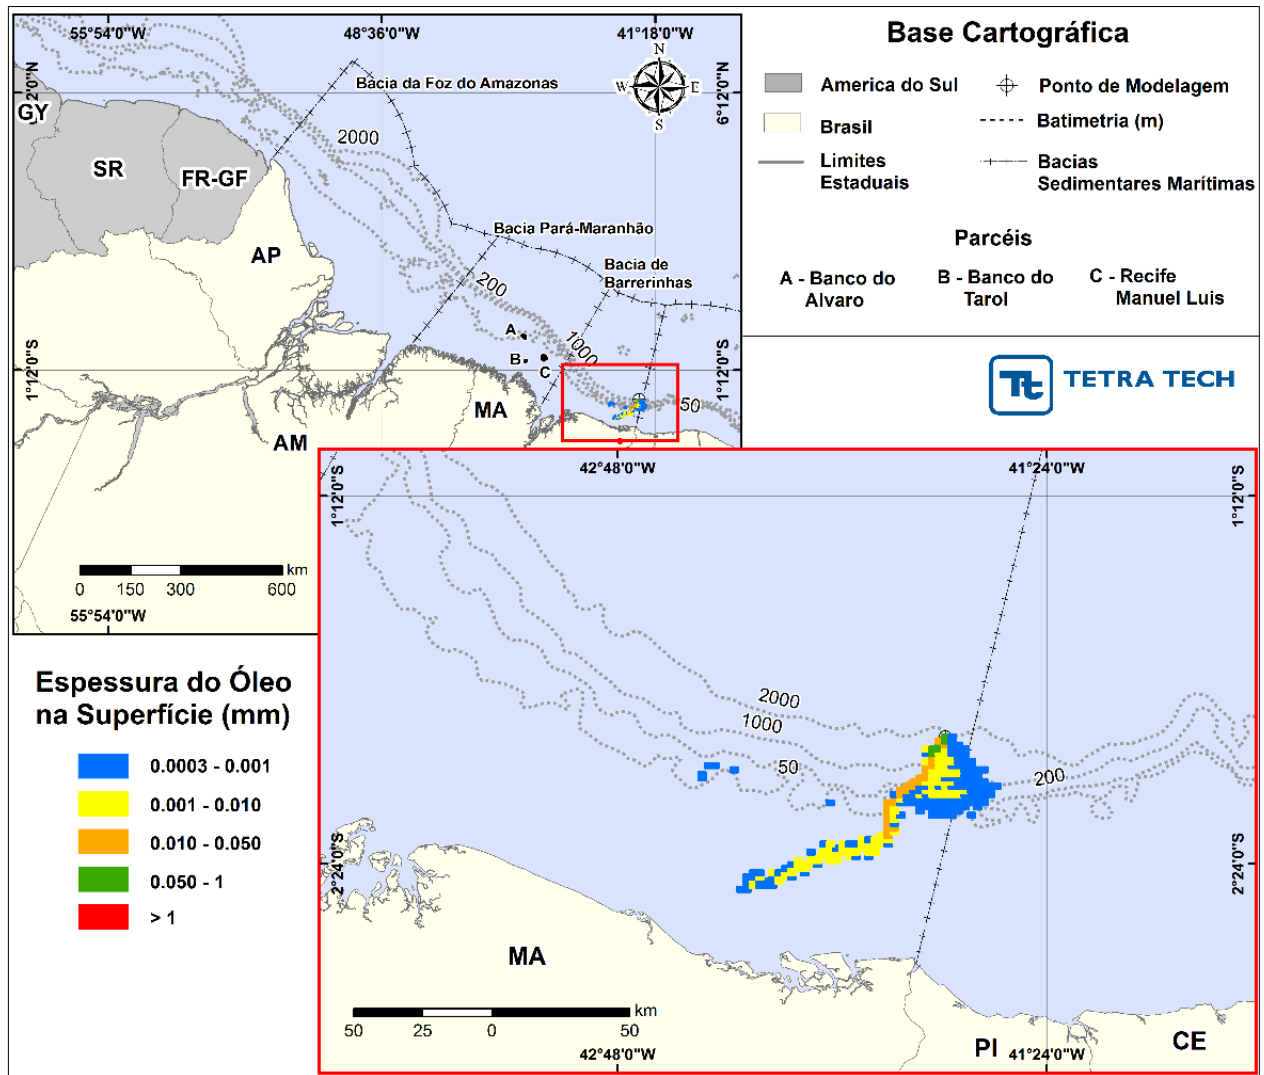 55°54'0"W
48°36'0"W
41°18'0"W
6°12'0"N
6°12'0"N
N
W
E
S
Bacia da Foz do Amazonas
GY
SR
FR-GF
2000
AP
Bacia Pará-Maranhão
Bacia de
Barrerinhas
200
A
1000
B
C
1°12'0"S
1°12'0"S
MA
50
AM
km
0 150 300 600
55°54'0"W
Base Cartográfica
America do Sul
Brasil
Limites
Estaduais
Ponto de Modelagem
Batimetria (m)
Bacias
Sedimentares Marítimas
Parcéis
A - Banco do
Alvaro
B - Banco do
Tarol
C - Recife
Manuel Luis
Tt
TETRA TECH
42°48'0"W
41°24'0"W
1°12'0"S
1°12'0"S
2000
1000
50
200
2°24'0"S
2°24'0"S
MA
PI
CE
km
50 25 0 50
42°48'0"W
41°24'0"W
Espessura do Óleo
na Superfície (mm)
0.0003 - 0.001
0.001 - 0.010
0.010 - 0.050
0.050 - 1
> 1